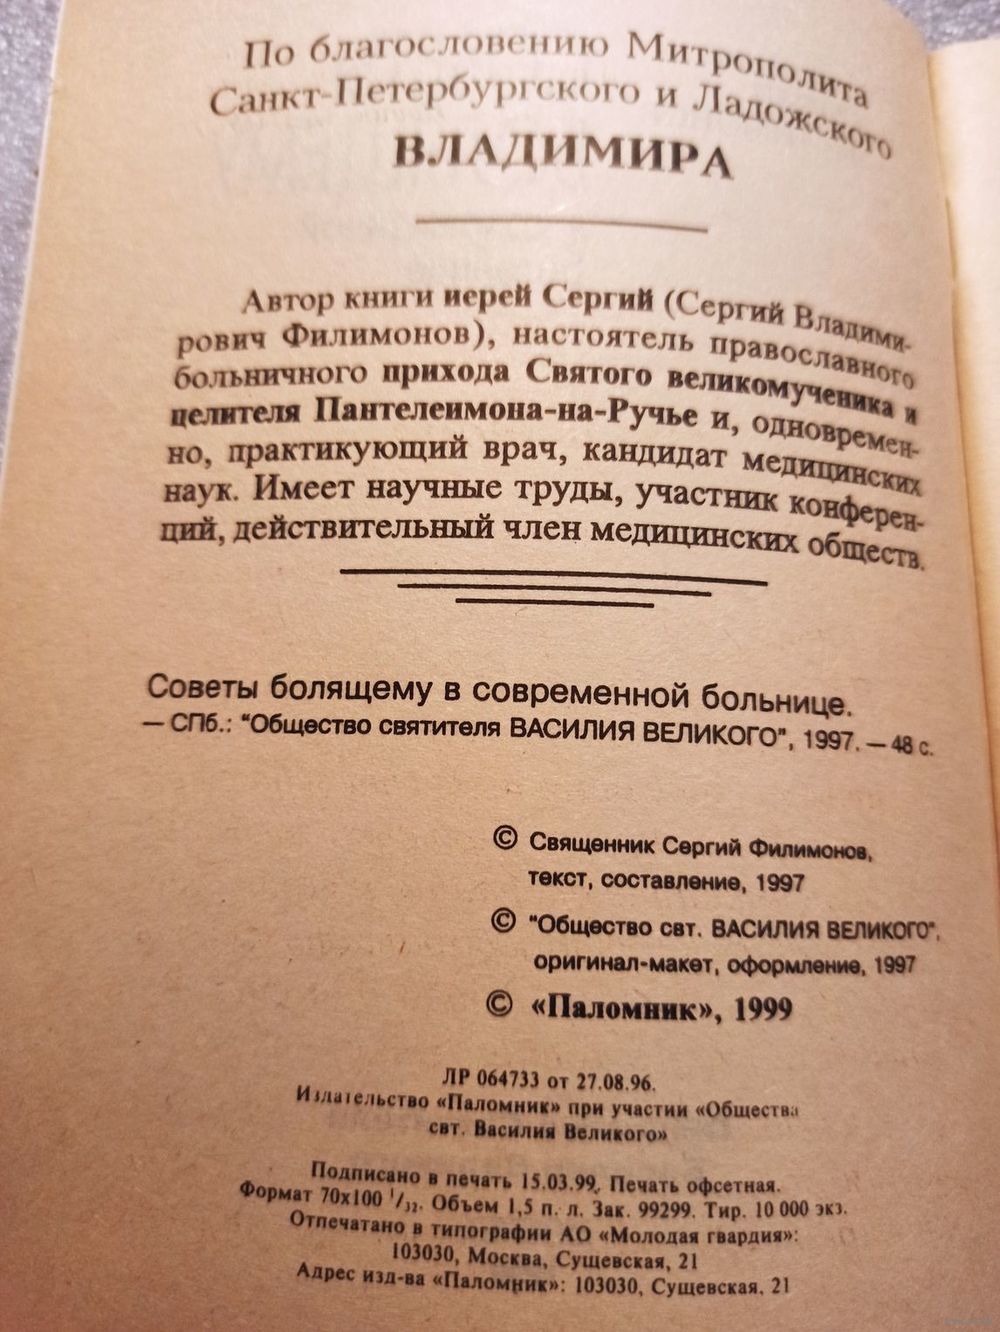 По благословению Митрополита
Санкт-Петербургского и Ладожского
ВЛАДИМИРА
Автор книги иерей Сергий (Сергий Владими-
рович Филимонов), настоятель православного
больничного прихода Святого великомученика и
целителя Пантелеимона-на-Ручье и, одновремен-
но, практикующий врач, кандидат медицинских
наук. Имеет научные труды, участник конферен-
ций, действительный член медицинских обществ.
Советы болящему в современной больнице.
— СПб.: "Общество святителя ВАСИЛИЯ ВЕЛИКОГО", 1997. — 48 с.
© Священник Сергий Филимонов,
текст, составление, 1997
© "Общество свт. ВАСИЛИЯ ВЕЛИКОГО",
оригинал-макет, оформление, 1997
© «Паломник», 1999
ЛР 064733 от 27.08.96.
Издательство «Паломник» при участии «Общества
свт. Василия Великого»
Подписано в печать 15.03.99. Печать офсетная.
Формат 70x100 1/32. Объем 1,5 п. л. Зак. 99299. Тир. 10 000 экз.
Отпечатано в типографии АО «Молодая гвардия»:
103030, Москва, Сущевская, 21
Адрес изд-ва «Паломник»: 103030, Сущевская, 21